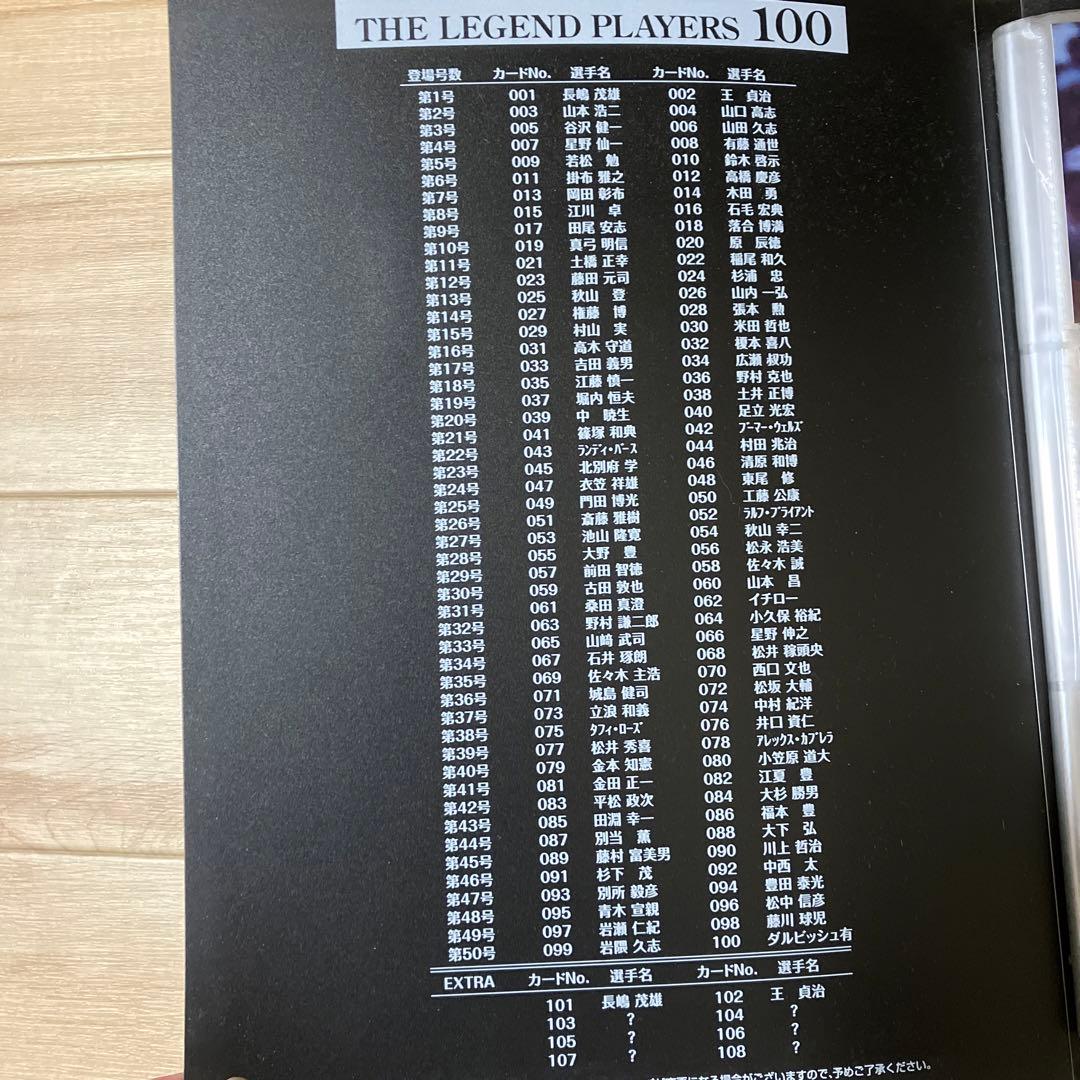 THE LEGEND PLAYERS 100
登場号数 カードNo. 選手名 カードNo. 選手名
第1号 001 長嶋 茂雄 002 王 貞治
第2号 003 山本 浩二 004 山口 高志
第3号 005 谷沢 健一 006 山田 久志
第4号 007 星野 仙一 008 有藤 通世
第5号 009 若松 勉 010 鈴木 啓示
第6号 011 掛布 雅之 012 高橋 慶彦
第7号 013 岡田 彰布 014 木田 勇
第8号 015 江川 卓 016 石毛 宏典
第9号 017 田尾 安志 018 落合 博満
第10号 019 真弓 明信 020 原 辰徳
第11号 021 土橋 正幸 022 稲尾 和久
第12号 023 藤田 元司 024 杉浦 忠
第13号 025 秋山 登 026 山内 一弘
第14号 027 権藤 博 028 張本 勲
第15号 029 村山 実 030 米田 哲也
第16号 031 高木 守道 032 榎本 喜八
第17号 033 吉田 義男 034 広瀬 叔功
第18号 035 江藤 慎一 036 野村 克也
第19号 037 堀内 恒夫 038 土井 正博
第20号 039 中 暁生 040 足立 光宏
第21号 041 篠塚 和典 042 ブーマー・ウェルズ
第22号 043 ランディ・バース 044 村田 兆治
第23号 045 北別府 学 046 清原 和博
第24号 047 衣笠 祥雄 048 東尾 修
第25号 049 門田 博光 050 工藤 公康
第26号 051 斎藤 雅樹 052 ラルフ・ブライアント
第27号 053 池山 隆寛 054 秋山 幸二
第28号 055 大野 豊 056 松永 浩美
第29号 057 前田 智徳 058 佐々木 誠
第30号 059 古田 敦也 060 山本 昌
第31号 061 桑田 真澄 062 イチロー
第32号 063 野村 謙二郎 064 小久保 裕紀
第33号 065 山﨑 武司 066 星野 伸之
第34号 067 石井 琢朗 068 松井 稼頭央
第35号 069 佐々木 主浩 070 西口 文也
第36号 071 城島 健司 072 松坂 大輔
第37号 073 立浪 和義 074 中村 紀洋
第38号 075 タフィ・ローズ 076 井口 資仁
第39号 077 松井 秀喜 078 アレックス・カブレラ
第40号 079 金本 知憲 080 小笠原 道大
第41号 081 金田 正一 082 江夏 豊
第42号 083 平松 政次 084 大杉 勝男
第43号 085 田淵 幸一 086 福本 豊
第44号 087 別当 薫 088 大下 弘
第45号 089 藤村 富美男 090 川上 哲治
第46号 091 杉下 茂 092 中西 太
第47号 093 別所 毅彦 094 豊田 泰光
第48号 095 青木 宣親 096 松中 信彦
第49号 097 岩瀬 仁紀 098 藤川 球児
第50号 099 岩隈 久志 100 ダルビッシュ有
EXTRA カードNo. 選手名 カードNo. 選手名
101 長嶋 茂雄 102 王 貞治
103 ? 104 ?
105 ? 106 ?
107 ? 108 ?
場合がございますので、予めご了承ください。